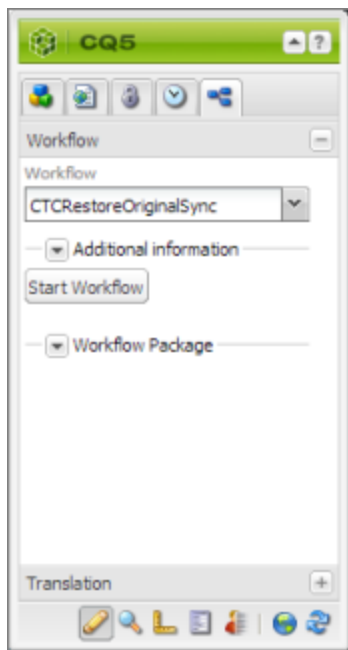 CQ5
?
Workflow
Workflow
CTCRestoreOriginalSync
Additional information
Start Workflow
Workflow Package
Translation